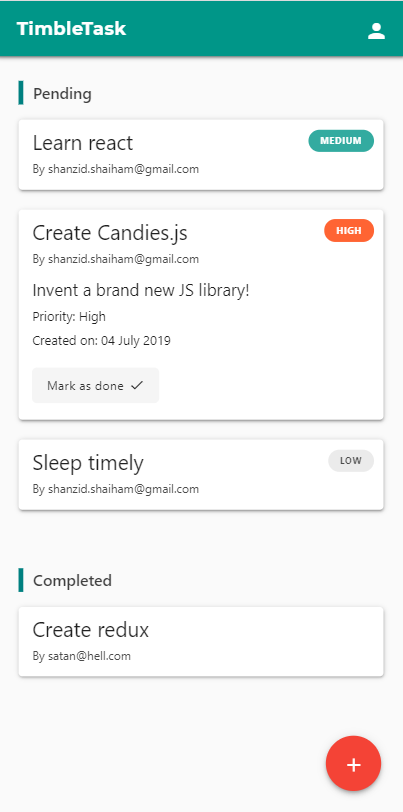 TimbleTask
Pending
Learn react
MEDIUM
By shanzid.shaiham@gmail.com
Create Candies.js
HIGH
By shanzid.shaiham@gmail.com
Invent a brand new JS library!
Priority: High
Created on: 04 July 2019
Mark as done
Sleep timely
LOW
By shanzid.shaiham@gmail.com
Completed
Create redux
By satan@hell.com